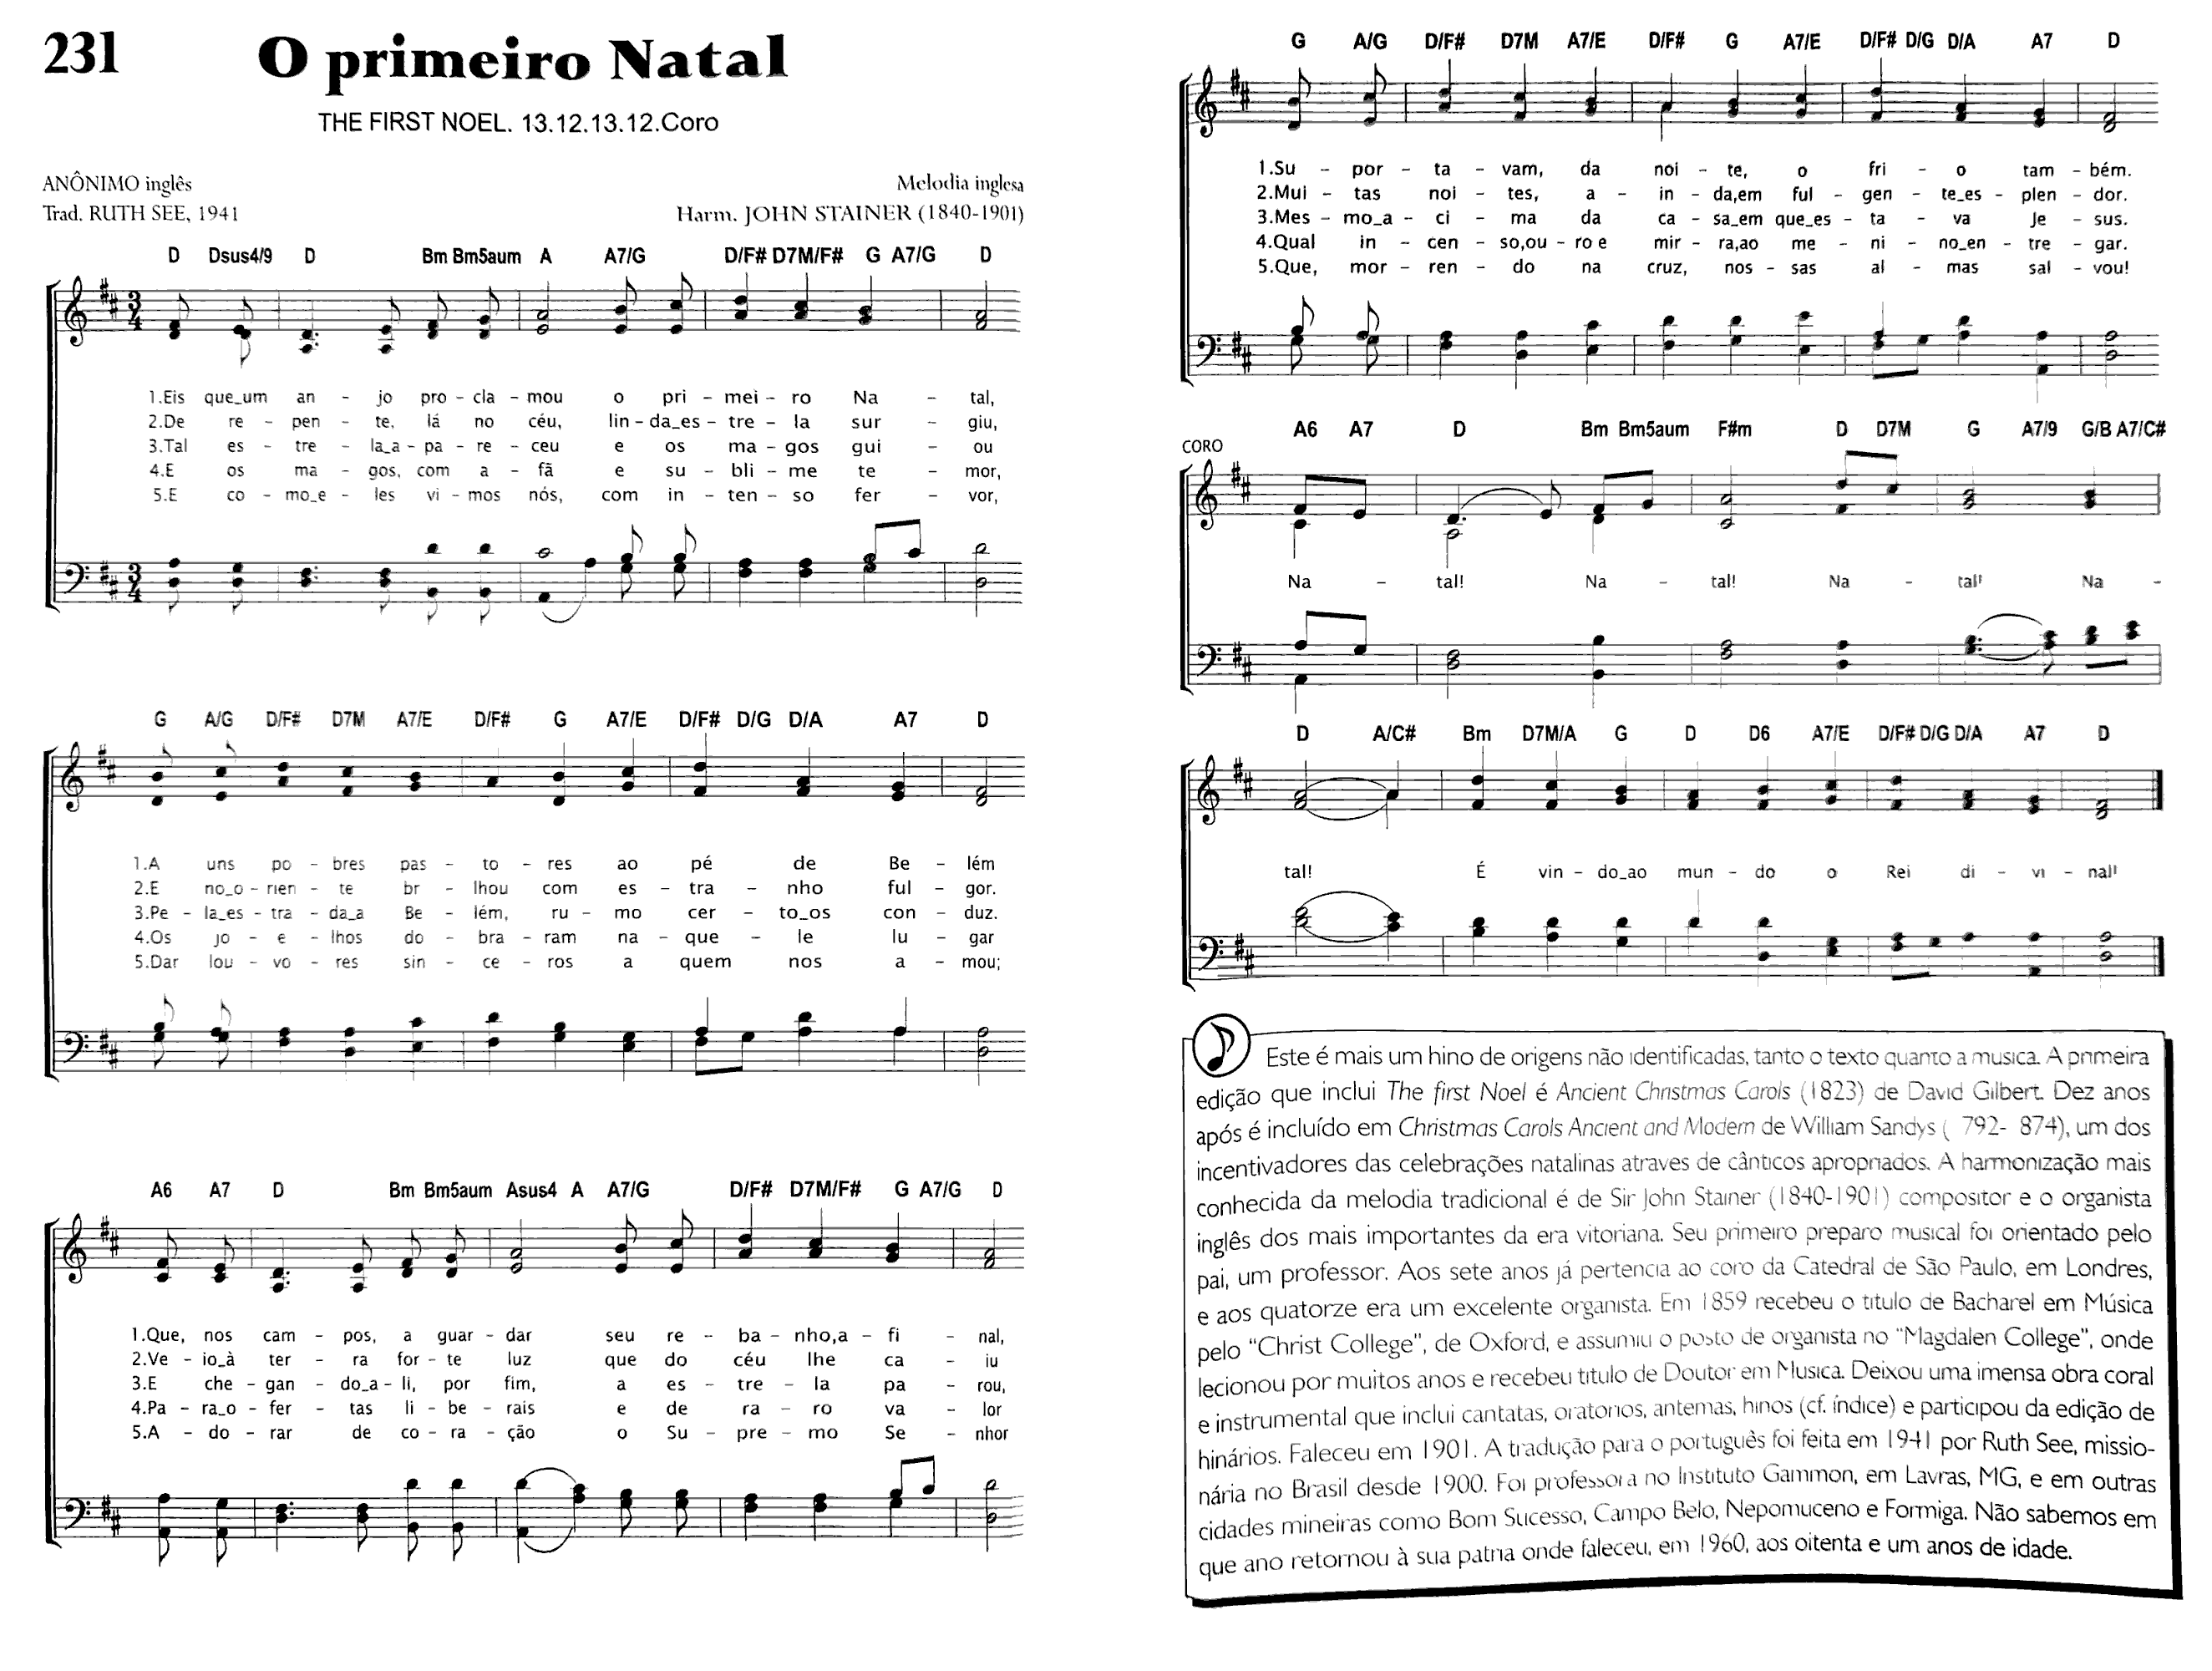 231
O primeiro Natal
THE FIRST NOEL. 13.12.13.12.Coro
ANÔNIMO inglês
Trad. RUTH SEE, 1941
Melodia inglesa
Harm. JOHN STAINER (1840-1901)
D Dsus4/9 D Bm Bm5aum A A7/G D/F# D7M/F# G A7/G D
3 4
1.Eis que_um an - jo pro - cla - mou o pri - mei - ro Na - tal,
2.De re - pen - te, lá no céu, lin - da_es - tre - la sur - giu,
3.Tal es - tre - la_a - pa - re - ceu e os ma - gos gui - ou
4.E os ma - gos, com a - fã e su - bli - me te - mor,
5.E co - mo_e - les vi - mos nós, com in - ten - so fer - vor,
3 4
G A/G D/F# D7M A7/E D/F# G A7/E D/F# D/G D/A A7 D
1.A uns po - bres pas - to - res ao pé de Be - lém
2.E no_o - rien - te br - lhou com es - tra - nho ful - gor.
3.Pe - la_es - tra - da_a Be - lém, ru - mo cer - to_os con - duz.
4.Os jo - e - lhos do - bra - ram na - que - le lu - gar
5.Dar lou - vo - res sin - ce - ros a quem nos a - mou;
A6 A7 D Bm Bm5aum Asus4 A A7/G D/F# D7M/F# G A7/G D
1.Que, nos cam - pos, a guar - dar seu re - ba - nho,a - fi - nal,
2.Ve - io_à ter - ra for - te luz que do céu lhe ca - iu
3.E che - gan - do_a - li, por fim, a es - tre - la pa - rou,
4.Pa - ra_o - fer - tas li - be - rais e de ra - ro va - lor
5.A - do - rar de co - ra - ção o Su - pre - mo Se - nhor
G A/G D/F# D7M A7/E D/F# G A7/E D/F# D/G D/A A7 D
1.Su - por - ta - vam, da noi - te, o fri - o tam - bém.
2.Mui - tas noi - tes, a - in - da,em ful - gen - te_es - plen - dor.
3.Mes - mo_a - ci - ma da ca - sa_em que_es - ta - va Je - sus.
4.Qual in - cen - so,ou - ro e mir - ra,ao me - ni - no_en - tre - gar.
5.Que, mor - ren - do na cruz, nos - sas al - mas sal - vou!
A6 A7 D Bm Bm5aum F#m D D7M G A7/9 G/B A7/C#
CORO
Na - tal! Na - tal! Na - tal! Na -
D A/C# Bm D7M/A G D D6 A7/E D/F# D/G D/A A7 D
tal! É vin - do_ao mun - do o Rei di - vi - nal!
Este é mais um hino de origens não identificadas, tanto o texto quanto a musica. A primeira
edição que inclui The first Noel é Ancient Christmas Carols (1823) de David Gilbert. Dez anos
após é incluído em Christmas Carols Ancient and Modern de William Sandys ( 792- 874), um dos
incentivadores das celebrações natalinas atraves de cânticos apropriados. A harmonização mais
conhecida da melodia tradicional é de Sir John Stainer (1840-1901) compositor e o organista
inglês dos mais importantes da era vitoriana. Seu primeiro preparo musical foi orientado pelo
pai, um professor. Aos sete anos já pertencia ao coro da Catedral de São Paulo, em Londres,
e aos quatorze era um excelente organista. Em 1859 recebeu o titulo de Bacharel em Música
pelo "Christ College", de Oxford, e assumiu o posto de organista no "Magdalen College", onde
lecionou por muitos anos e recebeu titulo de Doutor em Musica. Deixou uma imensa obra coral
e instrumental que inclui cantatas, oratorios, antemas, hinos (cf. índice) e participou da edição de
hinários. Faleceu em 1901. A tradução para o português foi feita em 1941 por Ruth See, missio-
nária no Brasil desde 1900. Foi professora no Instituto Gammon, em Lavras, MG, e em outras
cidades mineiras como Bom Sucesso, Campo Belo, Nepomuceno e Formiga. Não sabemos em
que ano retornou à sua patria onde faleceu, em 1960, aos oitenta e um anos de idade.